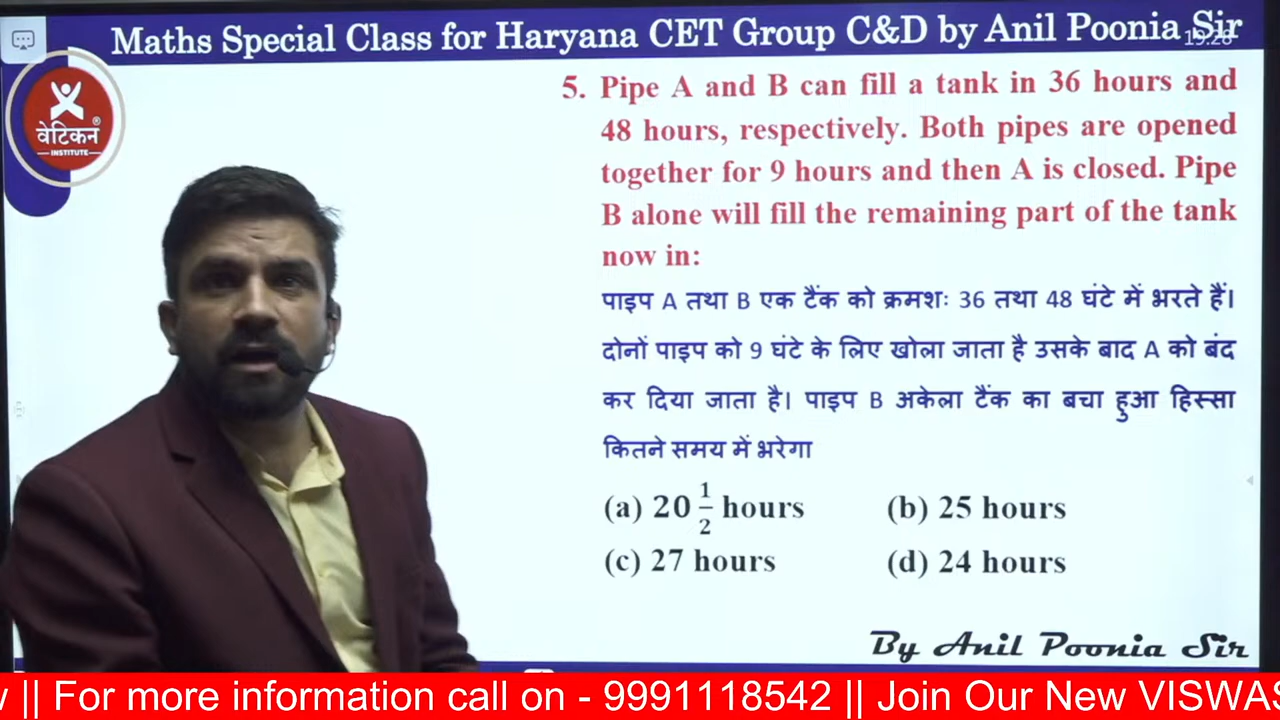 Maths Special Class for Haryana CET Group C&D by Anil Poonia Sir
19:28
वेटिकन®
INSTITUTE
5. Pipe A and B can fill a tank in 36 hours and
48 hours, respectively. Both pipes are opened
together for 9 hours and then A is closed. Pipe
B alone will fill the remaining part of the tank
now in:
पाइप A तथा B एक टैंक को क्रमशः 36 तथा 48 घंटे में भरते हैं।
दोनों पाइप को 9 घंटे के लिए खोला जाता है उसके बाद A को बंद
कर दिया जाता है। पाइप B अकेला टैंक का बचा हुआ हिस्सा
कितने समय में भरेगा
(a) 20 1/2 hours (b) 25 hours
(c) 27 hours (d) 24 hours
By Anil Poonia Sir
|| For more information call on - 9991118542 || Join Our New VISWAS